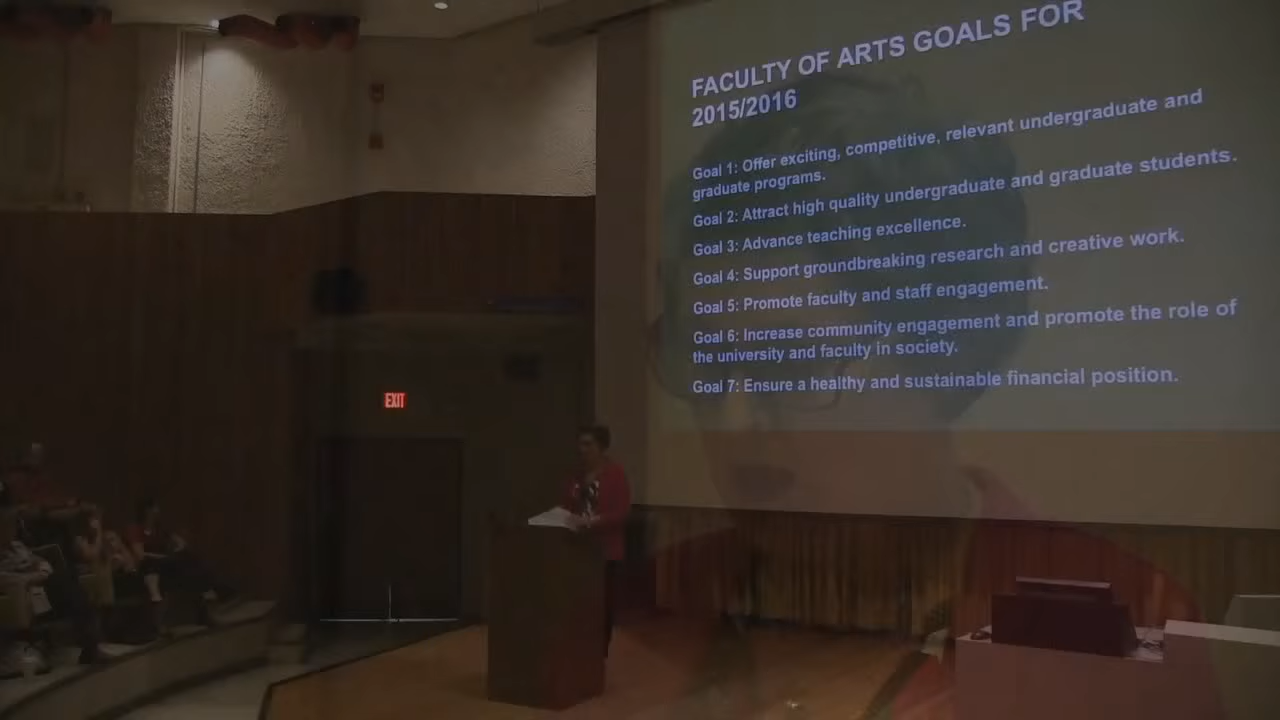 FACULTY OF ARTS GOALS FOR
2015/2016
Goal 1: Offer exciting, competitive, relevant undergraduate and
graduate programs.
Goal 2: Attract high quality undergraduate and graduate students.
Goal 3: Advance teaching excellence.
Goal 4: Support groundbreaking research and creative work.
Goal 5: Promote faculty and staff engagement.
Goal 6: Increase community engagement and promote the role of
the university and faculty in society.
Goal 7: Ensure a healthy and sustainable financial position.
EXIT